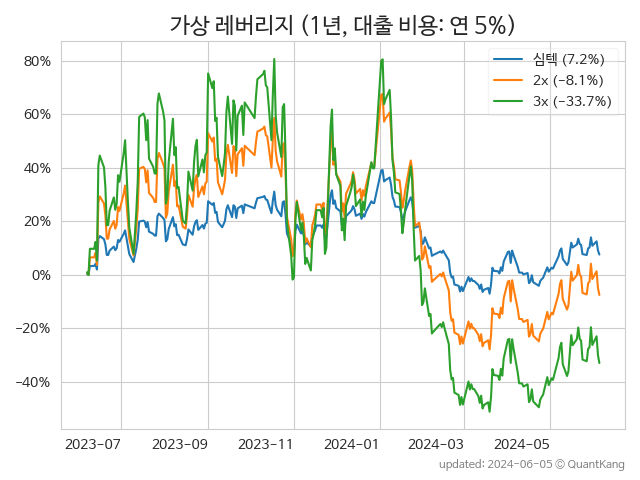 가상 레버리지 (1년, 대출 비용: 연 5%)
심텍 (7.2%)
2x (−8.1%)
3x (−33.7%)
80%
60%
40%
20%
0%
−20%
−40%
2023-07 2023-09 2023-11 2024-01 2024-03 2024-05
updated: 2024-06-05 © QuantKang